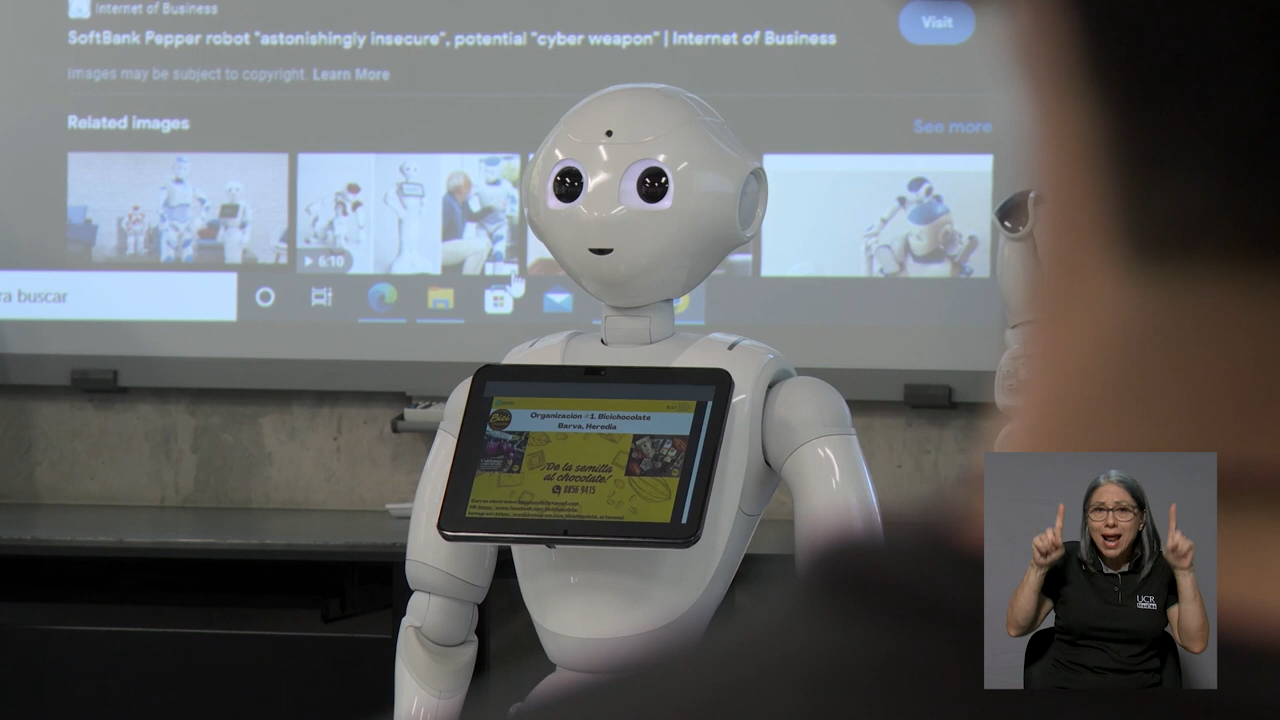 Internet of Business
SoftBank Pepper robot "astonishingly insecure", potential "cyber weapon" | Internet of Business
Visit
Images may be subject to copyright. Learn More
Related images
See more
6:10
ra buscar
Organización #1. Bicichocolate
Barva, Heredia
¡De la semilla
al chocolate!
8856 9415
UCR